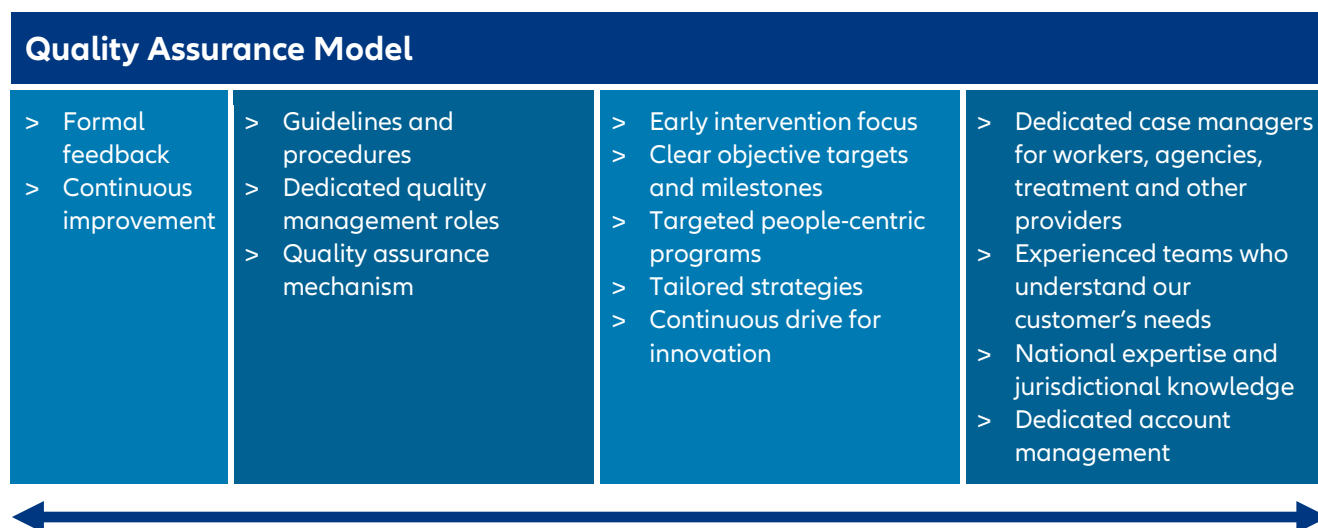 Quality Assurance Model
> Formal
feedback
> Continuous
improvement
> Guidelines and
procedures
> Dedicated quality
management roles
> Quality assurance
mechanism
> Early intervention focus
> Clear objective targets
and milestones
> Targeted people-centric
programs
> Tailored strategies
> Continuous drive for
innovation
> Dedicated case managers
for workers, agencies,
treatment and other
providers
> Experienced teams who
understand our
customer’s needs
> National expertise and
jurisdictional knowledge
> Dedicated account
management